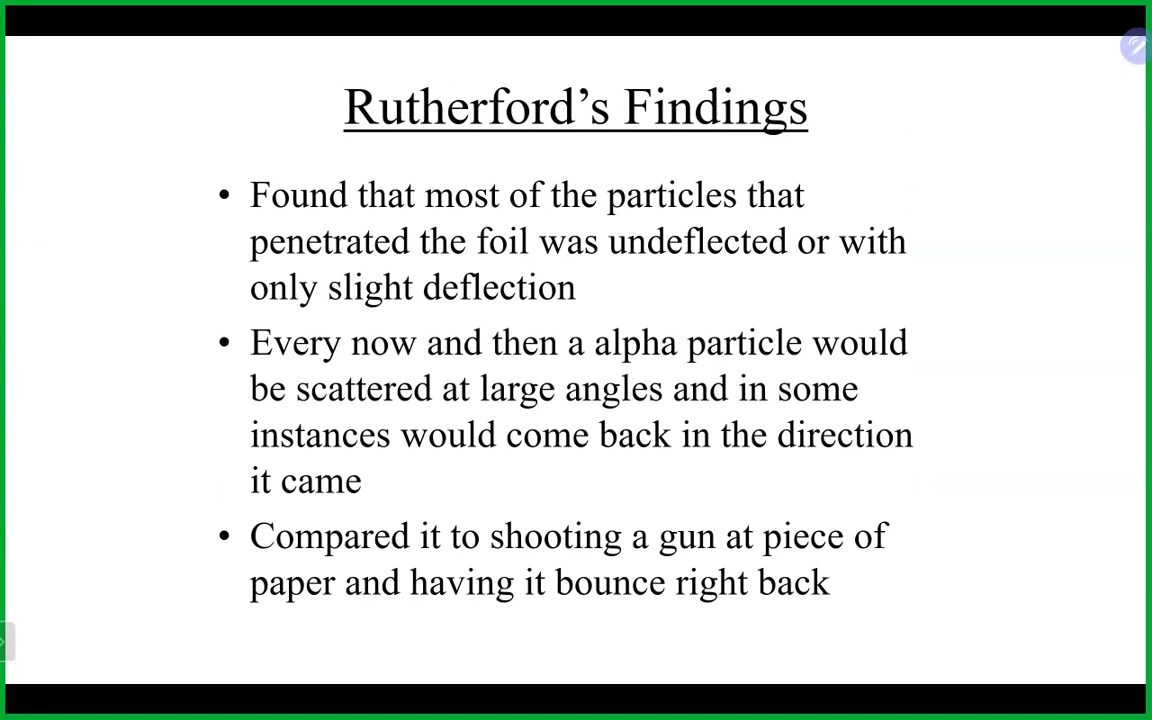 Rutherford’s Findings
• Found that most of the particles that
penetrated the foil was undeflected or with
only slight deflection
• Every now and then a alpha particle would
be scattered at large angles and in some
instances would come back in the direction
it came
• Compared it to shooting a gun at piece of
paper and having it bounce right back